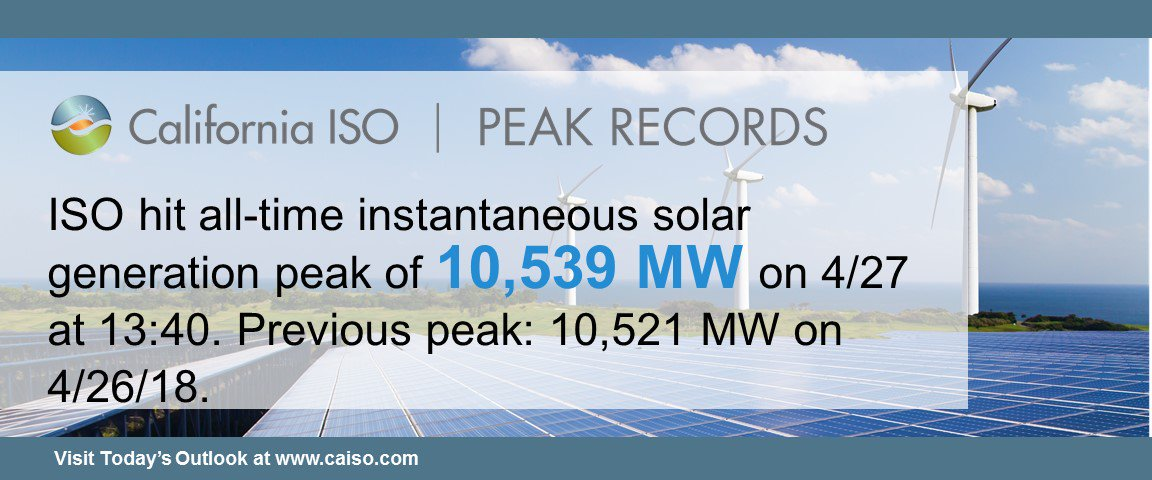 California ISO | PEAK RECORDS
ISO hit all-time instantaneous solar
generation peak of 10,539 MW on 4/27
at 13:40. Previous peak: 10,521 MW on
4/26/18.
Visit Today’s Outlook at www.caiso.com